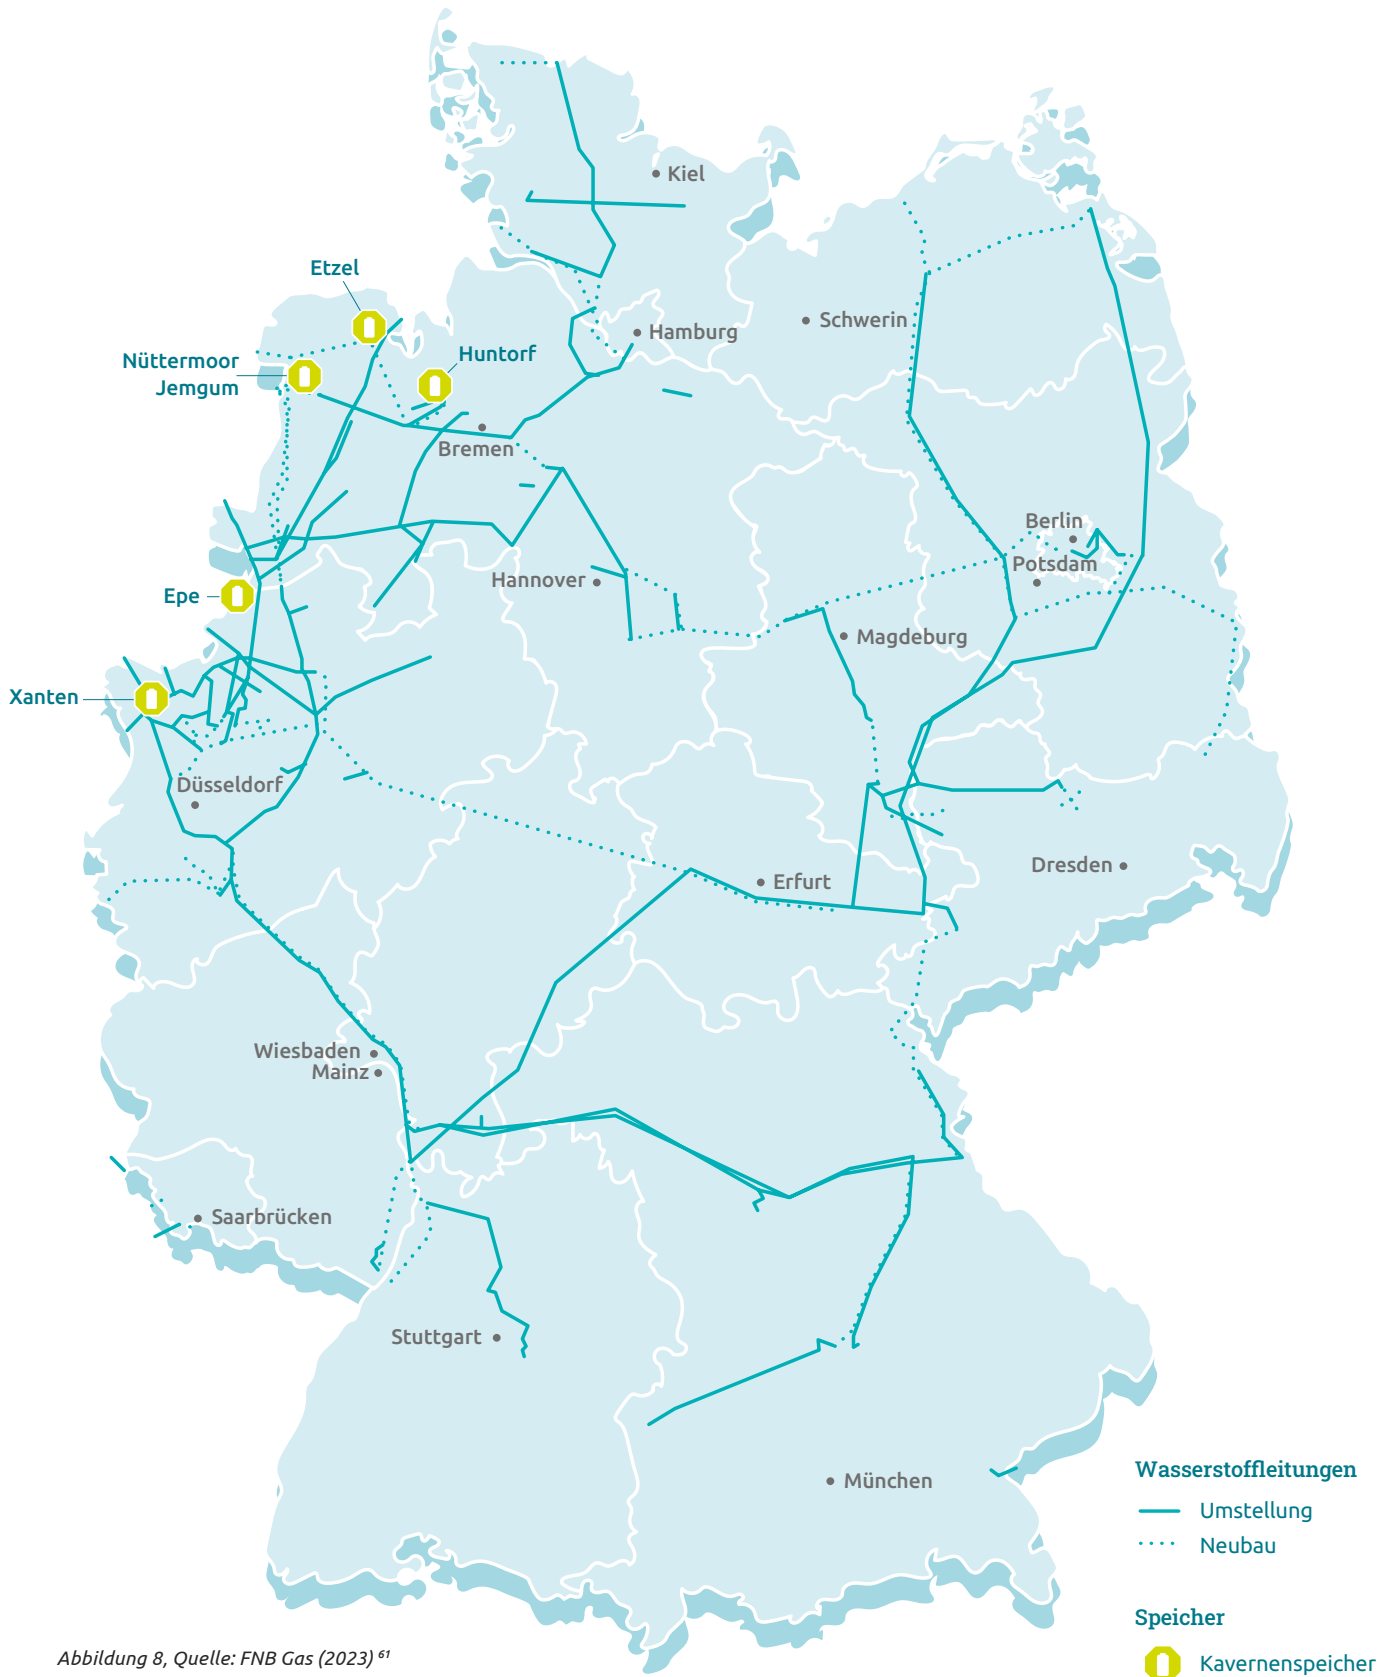 Kiel
Etzel
Schwerin
Hamburg
Nüttermoor
Jemgum
Huntorf
Bremen
Berlin
Potsdam
Hannover
Epe
Magdeburg
Xanten
Düsseldorf
Dresden
Erfurt
Wiesbaden
Mainz
Saarbrücken
Stuttgart
München
Wasserstoffleitungen
Umstellung
Neubau
Speicher
Kavernenspeicher
Abbildung 8, Quelle: FNB Gas (2023) 61